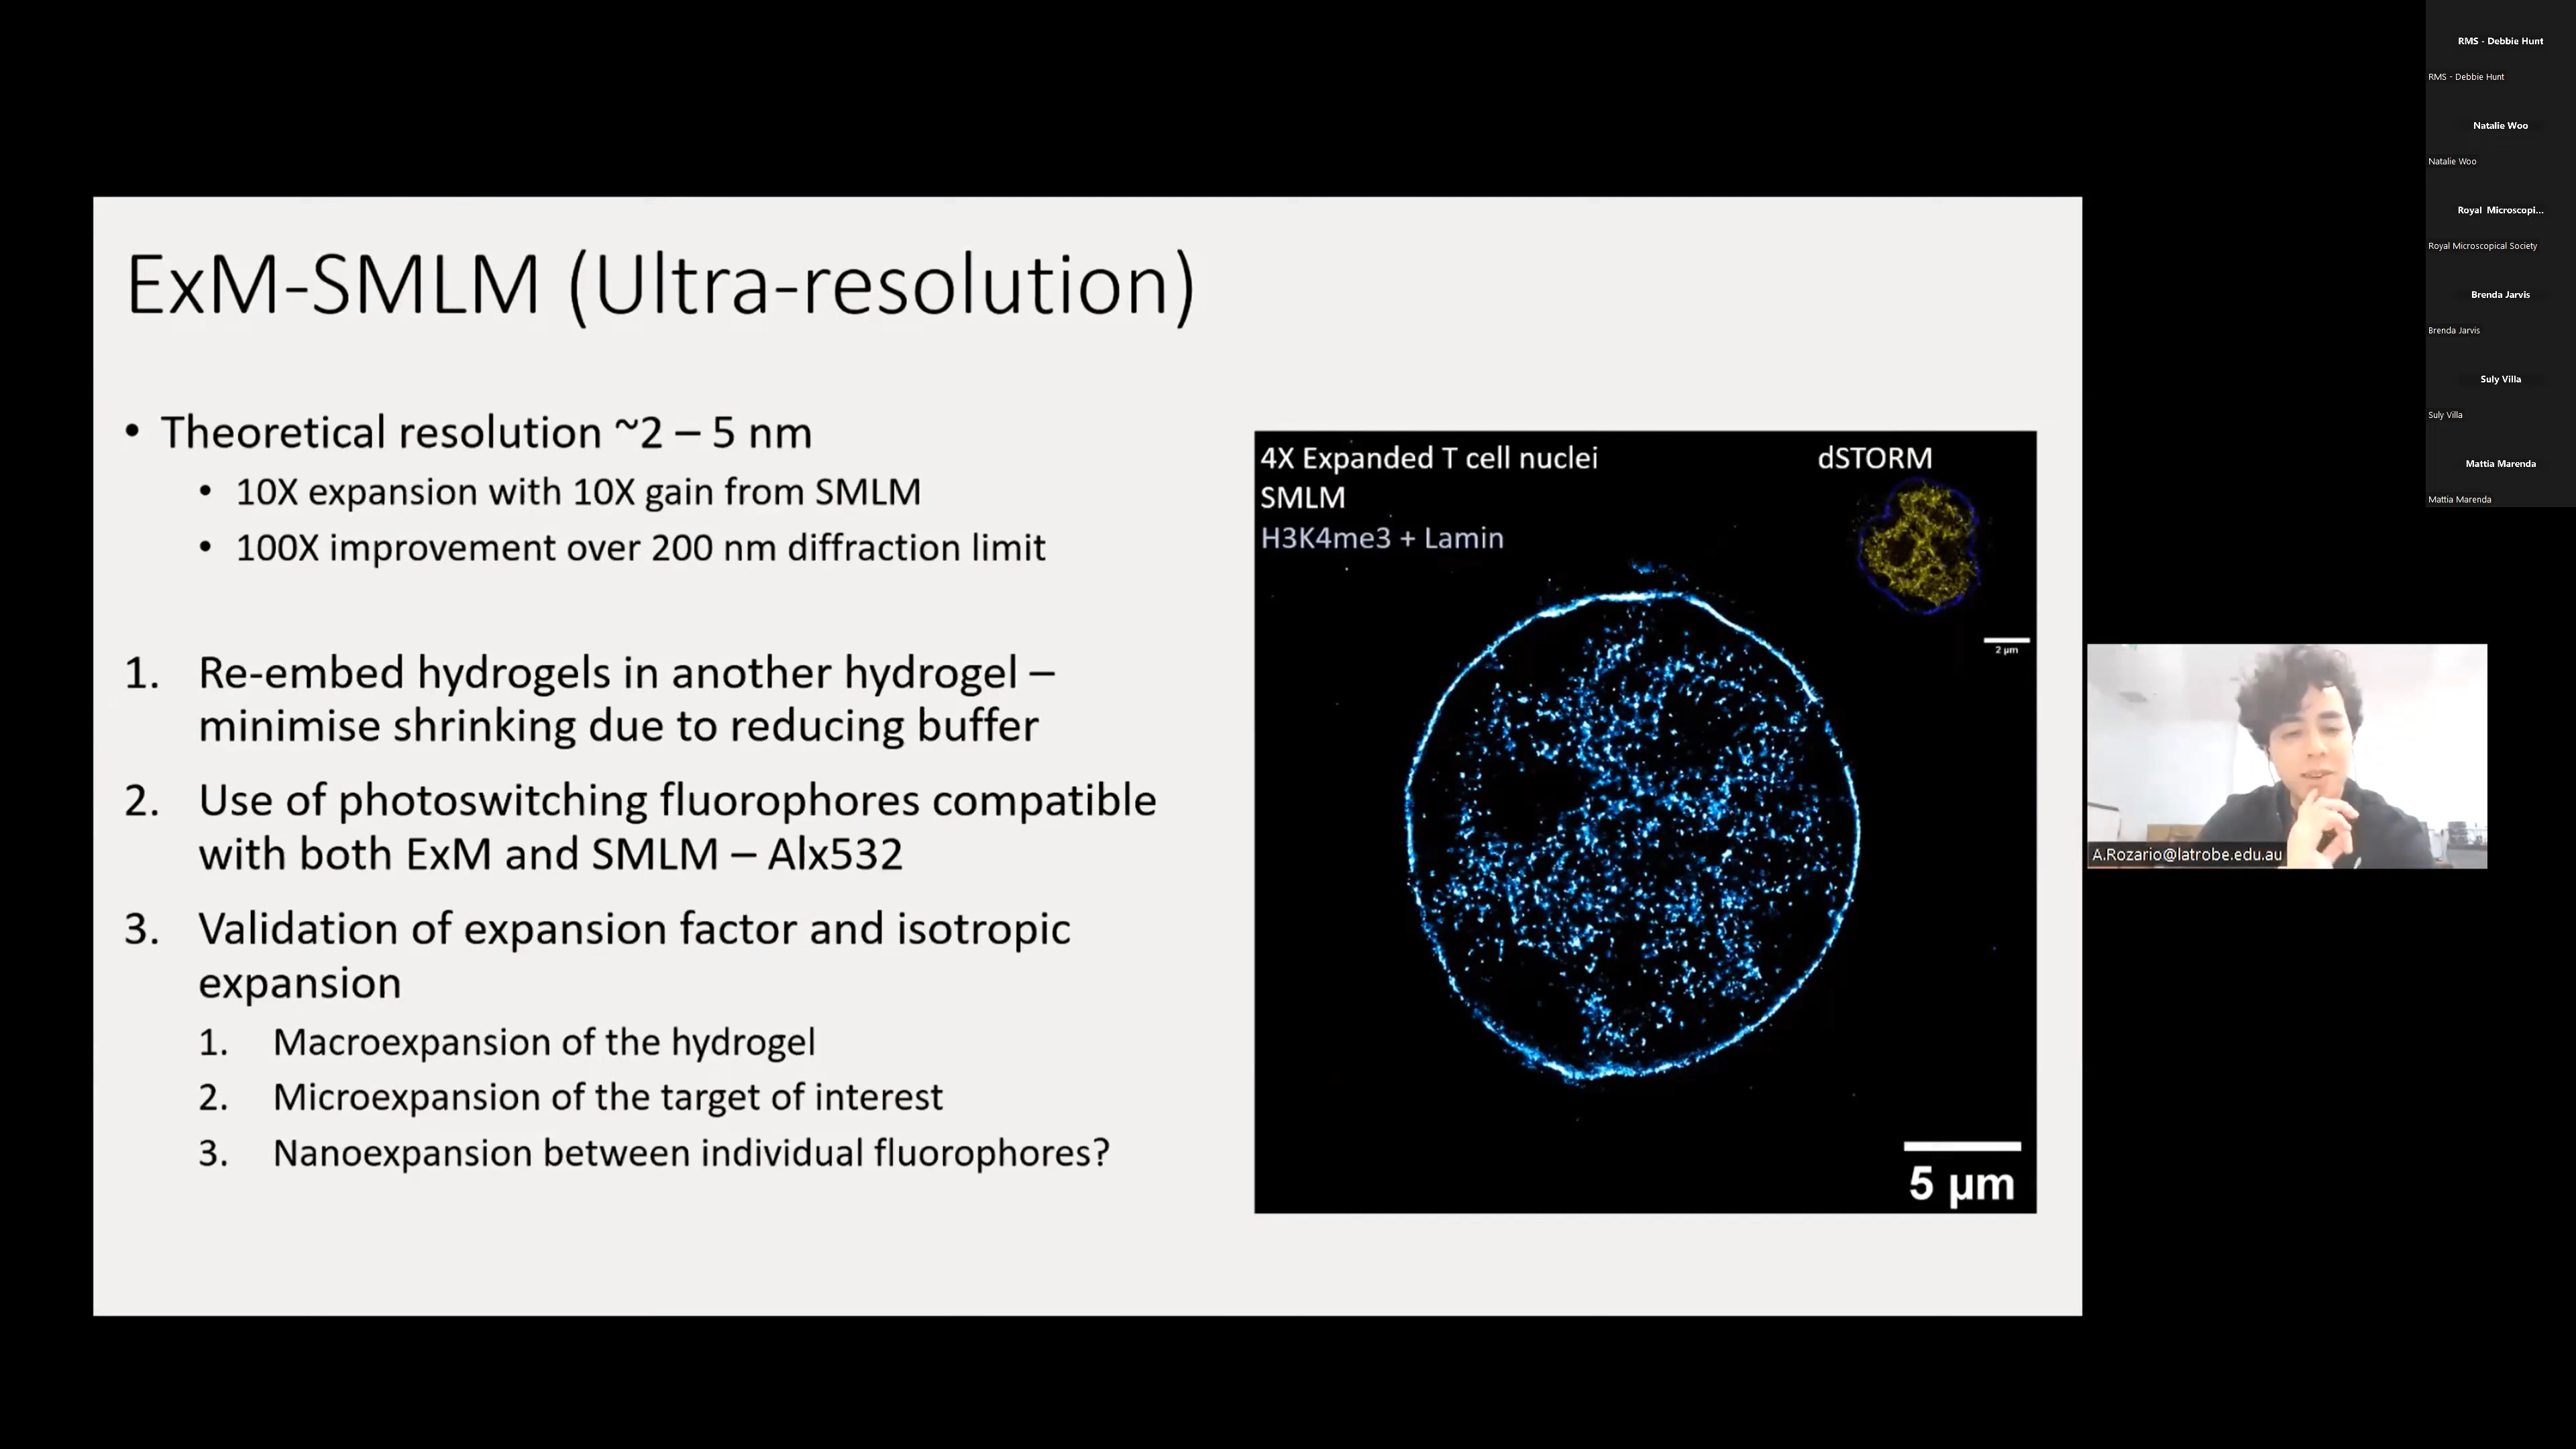 ExM-SMLM (Ultra-resolution)
• Theoretical resolution ~2 – 5 nm
• 10X expansion with 10X gain from SMLM
• 100X improvement over 200 nm diffraction limit
1. Re-embed hydrogels in another hydrogel –
minimise shrinking due to reducing buffer
2. Use of photoswitching fluorophores compatible
with both ExM and SMLM – Alx532
3. Validation of expansion factor and isotropic
expansion
1. Macroexpansion of the hydrogel
2. Microexpansion of the target of interest
3. Nanoexpansion between individual fluorophores?
4X Expanded T cell nuclei
SMLM
H3K4me3 + Lamin
dSTORM
2 µm
5 µm
A.Rozario@latrobe.edu.au
RMS - Debbie Hunt
RMS - Debbie Hunt
Natalie Woo
Natalie Woo
Royal Microscopi...
Royal Microscopical Society
Brenda Jarvis
Brenda Jarvis
Suly Villa
Suly Villa
Mattia Marenda
Mattia Marenda